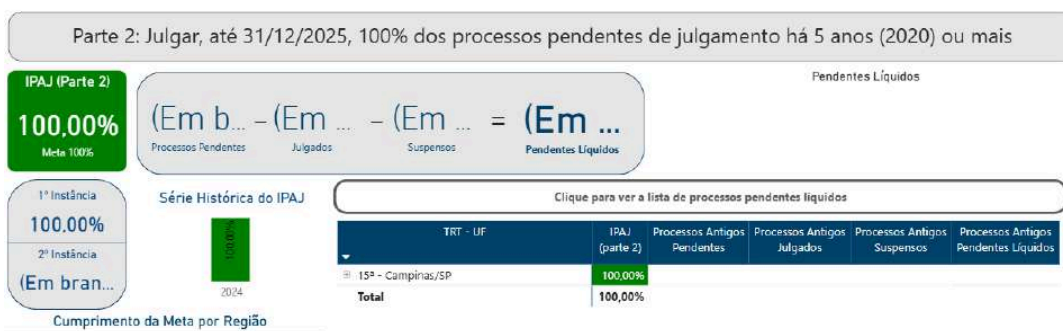 Parte 2: Julgar, até 31/12/2025, 100% dos processos pendentes de julgamento há 5 anos (2020) ou mais
IPAJ (Parte 2)
100,00%
Meta 100%
(Em b... – (Em ... – (Em ... = (Em ...
Processos Pendentes Julgados Suspensos Pendentes Líquidos
Pendentes Líquidos
1ª Instância
100,00%
2ª Instância
(Em bran...
Série Histórica do IPAJ
100,00%
2024
Cumprimento da Meta por Região
Clique para ver a lista de processos pendentes líquidos
TRT - UF IPAJ (parte 2) Processos Antigos Pendentes Processos Antigos Julgados Processos Antigos Suspensos Processos Antigos Pendentes Líquidos
15ª - Campinas/SP 100,00%
Total 100,00%